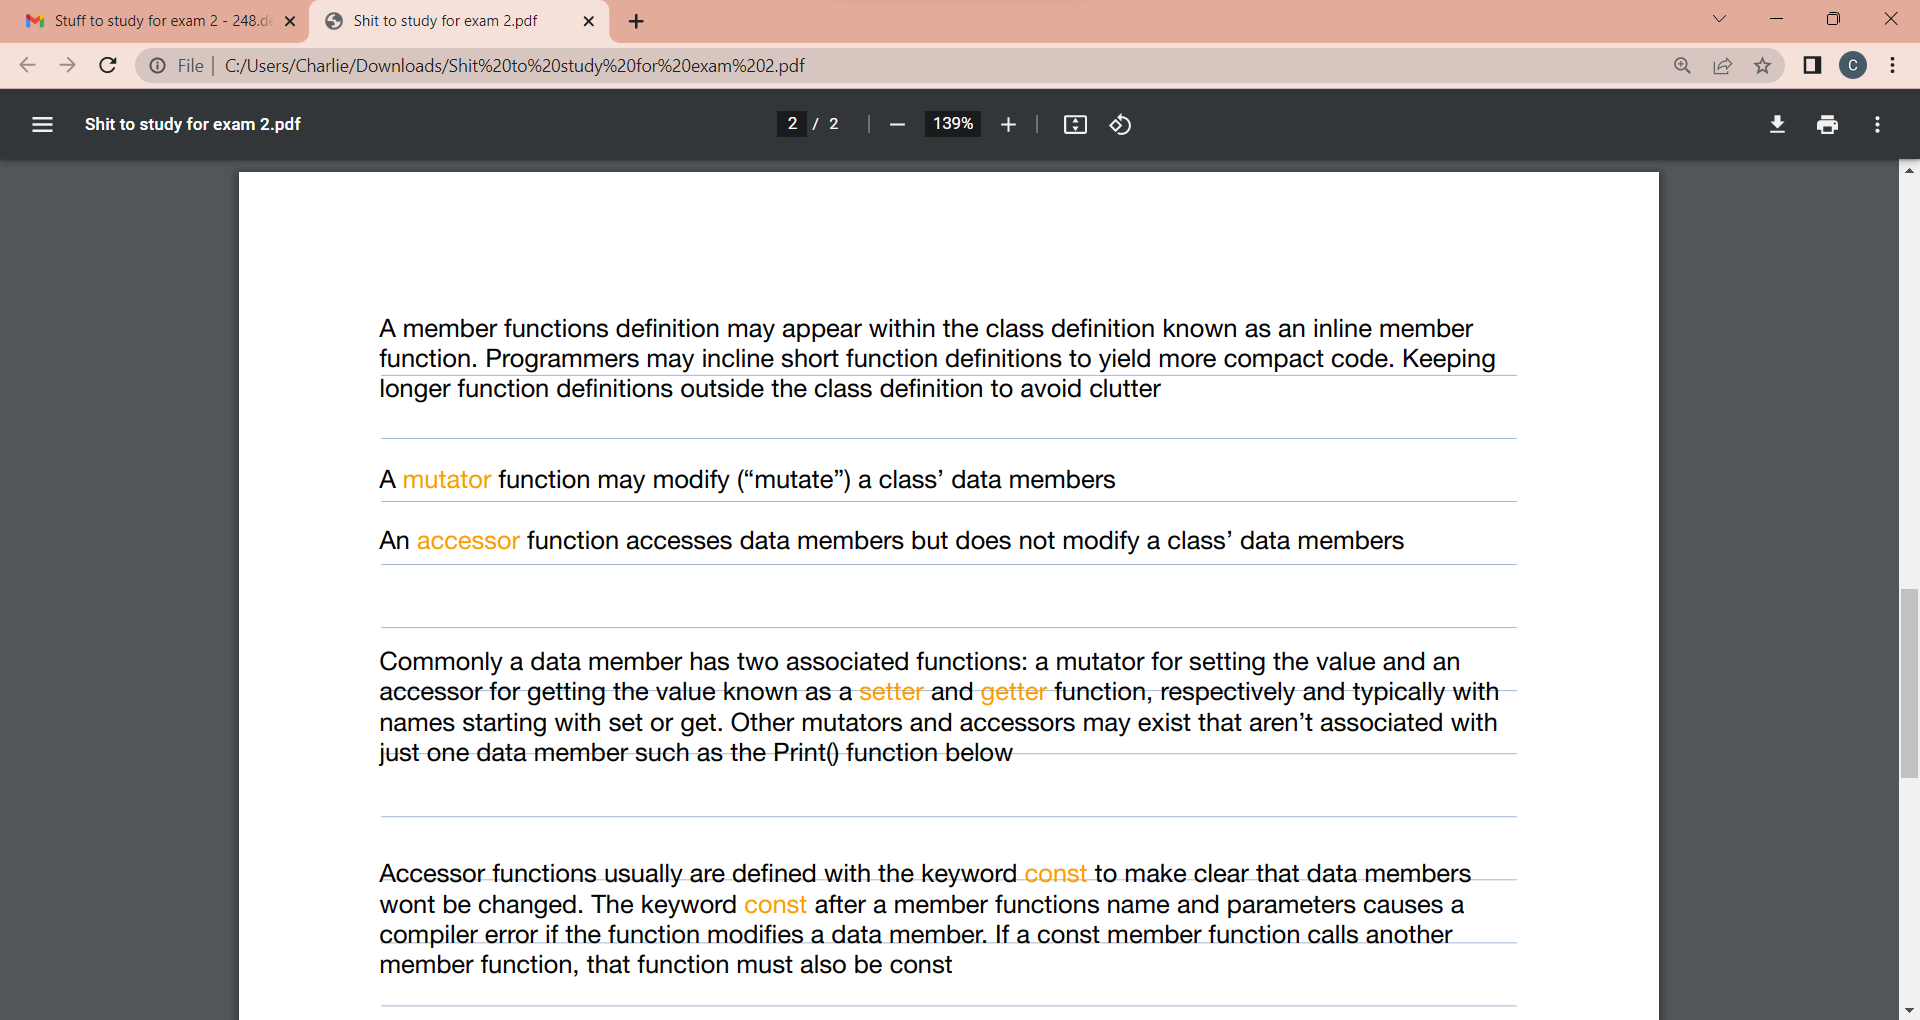 Stuff to study for exam 2 - 248.de
Shit to study for exam 2.pdf
File
C:/Users/Charlie/Downloads/Shit%20to%20study%20for%20exam%202.pdf
C
Shit to study for exam 2.pdf
2 / 2
139%
A member functions definition may appear within the class definition known as an inline member
function. Programmers may incline short function definitions to yield more compact code. Keeping
longer function definitions outside the class definition to avoid clutter
A mutator function may modify (“mutate”) a class’ data members
An accessor function accesses data members but does not modify a class’ data members
Commonly a data member has two associated functions: a mutator for setting the value and an
accessor for getting the value known as a setter and getter function, respectively and typically with
names starting with set or get. Other mutators and accessors may exist that aren’t associated with
just one data member such as the Print() function below
Accessor functions usually are defined with the keyword const to make clear that data members
wont be changed. The keyword const after a member functions name and parameters causes a
compiler error if the function modifies a data member. If a const member function calls another
member function, that function must also be const